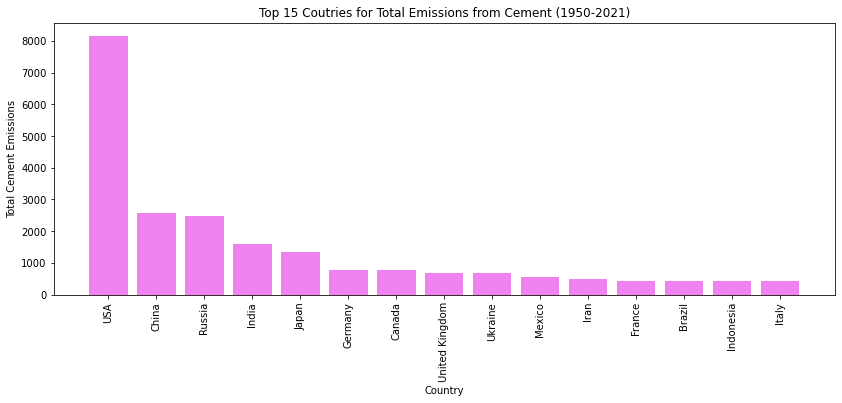 Top 15 Coutries for Total Emissions from Cement (1950-2021)
Total Cement Emissions
8000
7000
6000
5000
4000
3000
2000
1000
0
USA
China
Russia
India
Japan
Germany
Canada
United Kingdom
Ukraine
Mexico
Iran
France
Brazil
Indonesia
Italy
Country